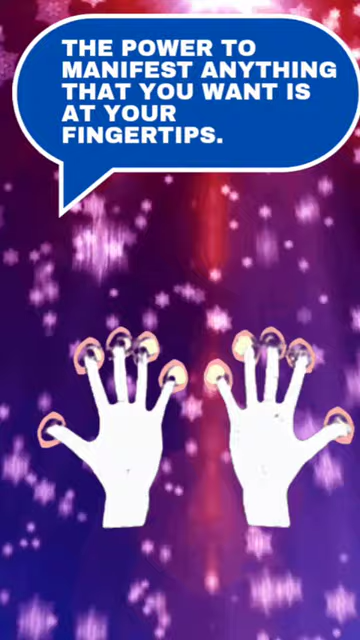 THE POWER TO
MANIFEST ANYTHING
THAT YOU WANT IS
AT YOUR
FINGERTIPS.